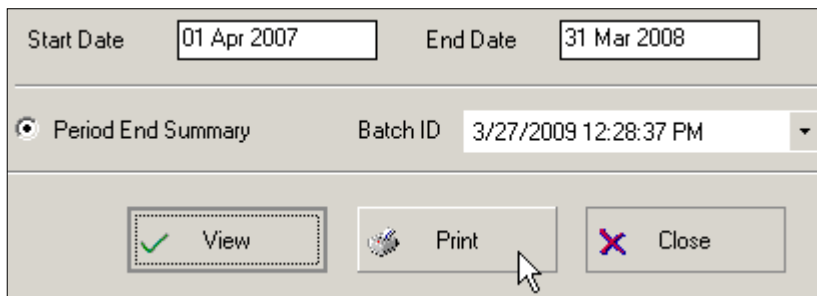 Start Date 01 Apr 2007 End Date 31 Mar 2008
Period End Summary Batch ID 3/27/2009 12:28:37 PM
View Print Close